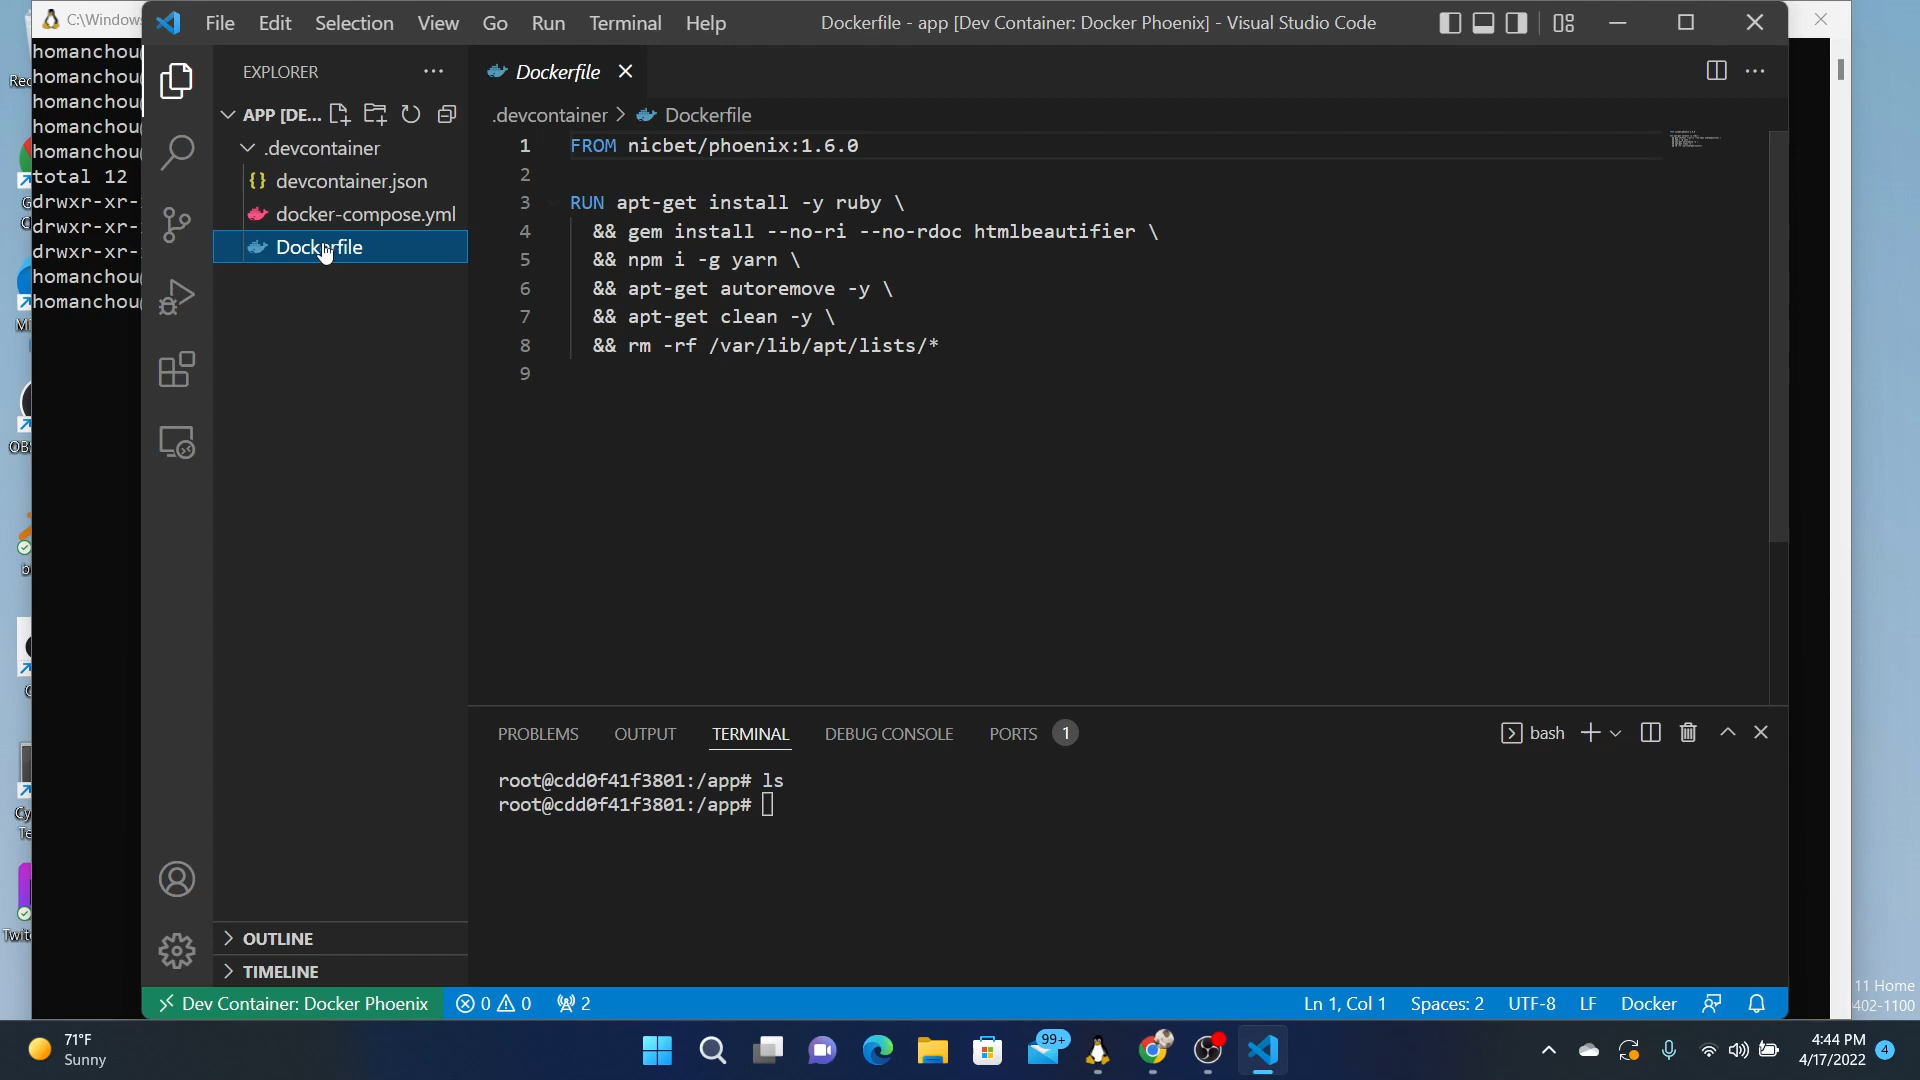 C:\Windows
File Edit Selection View Go Run Terminal Help
Dockerfile - app [Dev Container: Docker Phoenix] - Visual Studio Code
homanchou
homanchou
homanchou
homanchou
homanchou
total 12
drwxr-xr-
drwxr-xr-
drwxr-xr-
homanchou
homanchou
EXPLORER
APP [DE...
.devcontainer
{} devcontainer.json
docker-compose.yml
Dockerfile
OUTLINE
TIMELINE
Dockerfile
.devcontainer > Dockerfile
1 FROM nicbet/phoenix:1.6.0
2
3 RUN apt-get install -y ruby \
4 && gem install --no-ri --no-rdoc htmlbeautifier \
5 && npm i -g yarn \
6 && apt-get autoremove -y \
7 && apt-get clean -y \
8 && rm -rf /var/lib/apt/lists/*
9
PROBLEMS OUTPUT TERMINAL DEBUG CONSOLE PORTS 1
bash
root@cdd0f41f3801:/app# ls
root@cdd0f41f3801:/app#
Dev Container: Docker Phoenix 0 0 2
Ln 1, Col 1 Spaces: 2 UTF-8 LF Docker
11 Home
402-1100
71°F
Sunny
99+
4:44 PM
4/17/2022
4